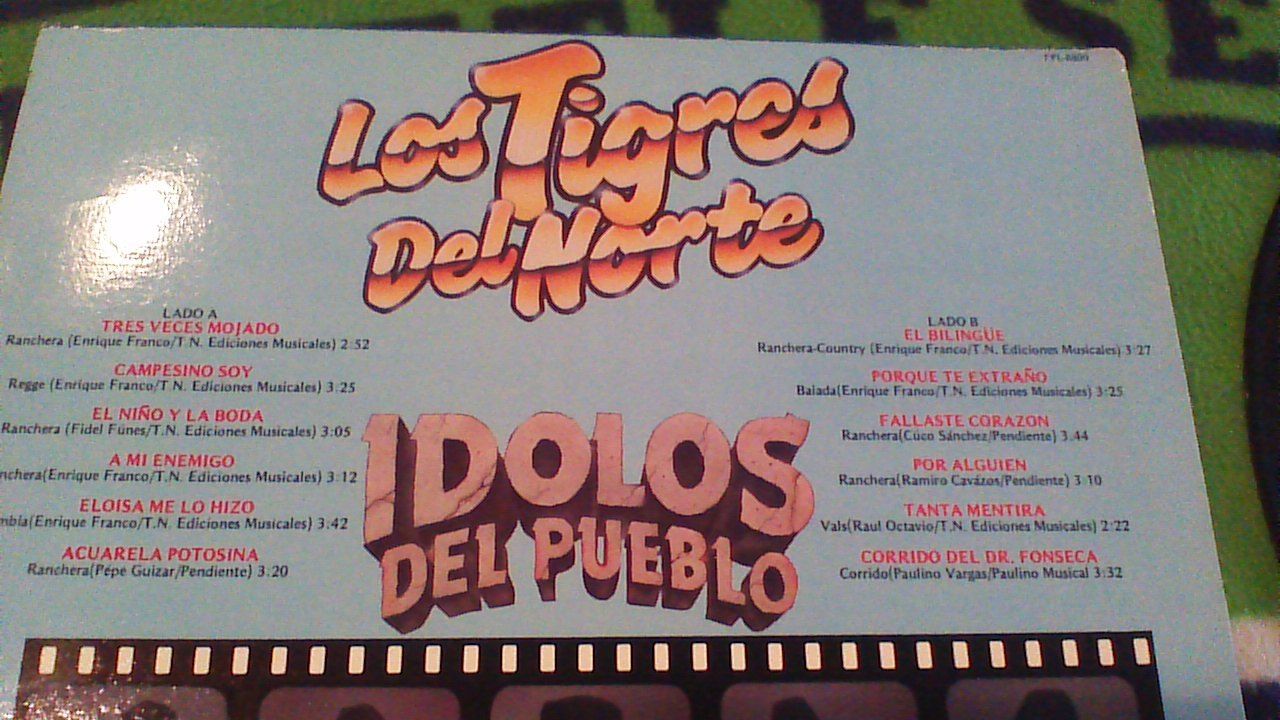 Los Tigres
Del Norte
LADO A
TRES VECES MOJADO
Ranchera (Enrique Franco/T.N. Ediciones Musicales) 2:52
CAMPESINO SOY
Regge (Enrique Franco/T.N. Ediciones Musicales) 3:25
EL NIÑO Y LA BODA
Ranchera (Fidel Funes/T.N. Ediciones Musicales) 3:05
A MI ENEMIGO
nchera(Enrique Franco/T.N. Ediciones Musicales) 3:12
ELOISA ME LO HIZO
mbia(Enrique Franco/T.N. Ediciones Musicales) 3:42
ACUARELA POTOSINA
Ranchera(Pepe Guizar/Pendiente) 3:20
IDOLOS
DEL PUEBLO
LADO B
EL BILINGÜE
Ranchera-Country (Enrique Franco/T.N. Ediciones Musicales) 3:27
PORQUE TE EXTRAÑO
Balada(Enrique Franco/T.N. Ediciones Musicales) 3:25
FALLASTE CORAZON
Ranchera(Cuco Sánchez/Pendiente) 3:44
POR ALGUIEN
Ranchera(Ramiro Cavázos/Pendiente) 3:10
TANTA MENTIRA
Vals(Raul Octavio/T.N. Ediciones Musicales) 2:22
CORRIDO DEL DR. FONSECA
Corrido(Paulino Vargas/Paulino Musical) 3:32